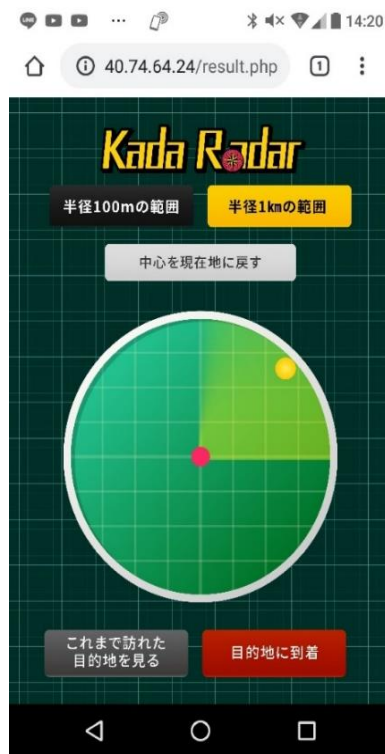 14:20
40.74.64.24/result.php
1
Kada Radar
半径100mの範囲
半径1kmの範囲
中心を現在地に戻す
これまで訪れた
目的地を見る
目的地に到着